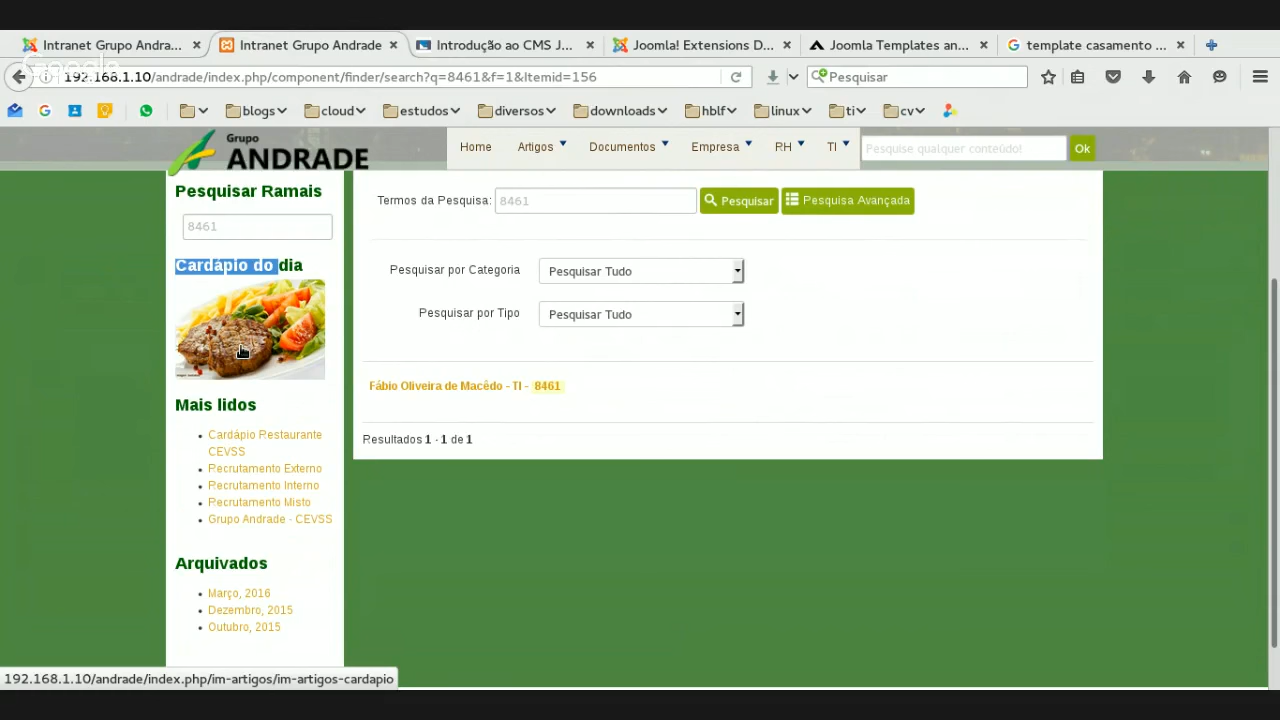 Intranet Grupo Andra...
Intranet Grupo Andrade
Introdução ao CMS J...
Joomla! Extensions D...
Joomla Templates an...
template casamento ...
Google
192.168.1.10/andrade/index.php/component/finder/search?q=8461&f=1&Itemid=156
Pesquisar
blogs
cloud
estudos
diversos
downloads
hblf
linux
ti
cv
Grupo
ANDRADE
Home
Artigos
Documentos
Empresa
RH
TI
Pesquise qualquer conteúdo!
Ok
Pesquisar Ramais
8461
Cardápio do dia
Mais lidos
Cardápio Restaurante
CEVSS
Recrutamento Externo
Recrutamento Interno
Recrutamento Misto
Grupo Andrade - CEVSS
Arquivados
Março, 2016
Dezembro, 2015
Outubro, 2015
Termos da Pesquisa: 8461 Pesquisar Pesquisa Avançada
Pesquisar por Categoria Pesquisar Tudo
Pesquisar por Tipo Pesquisar Tudo
Fábio Oliveira de Macêdo - TI - 8461
Resultados 1 - 1 de 1
192.168.1.10/andrade/index.php/im-artigos/im-artigos-cardapio